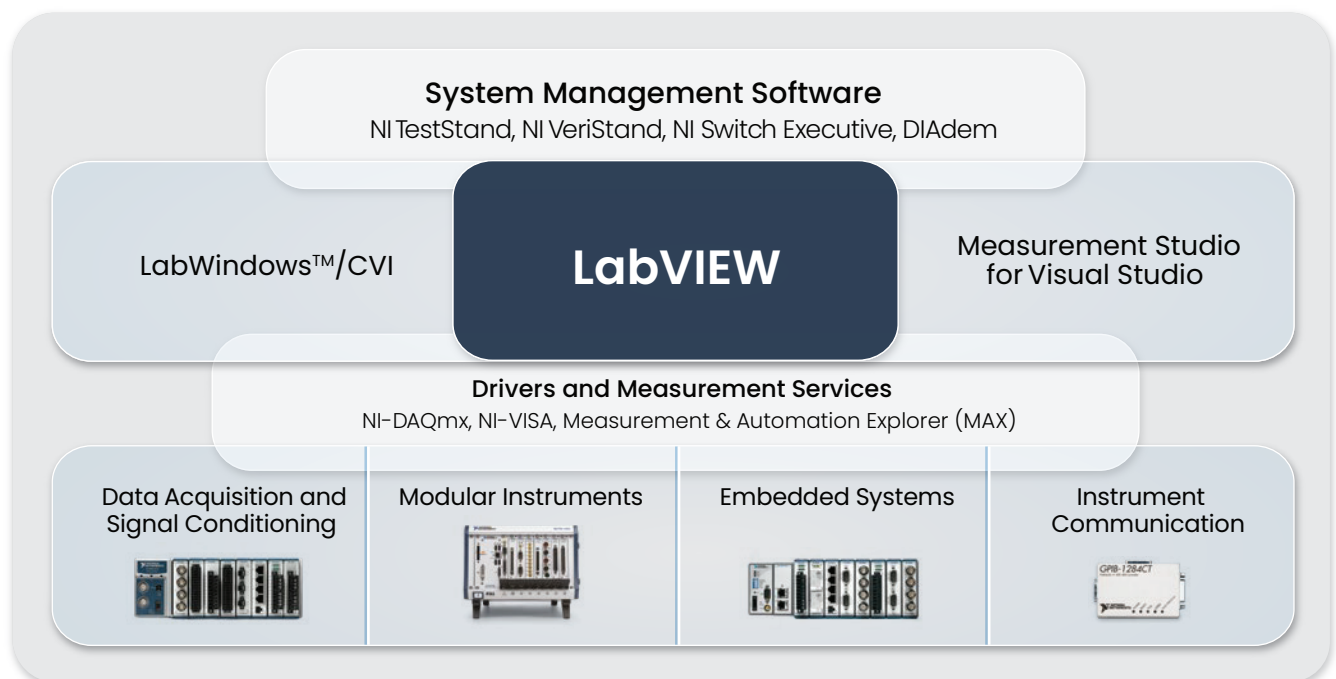 System Management Software
NI TestStand, NI VeriStand, NI Switch Executive, DIAdem
LabWindows™/CVI
LabVIEW
Measurement Studio
for Visual Studio
Drivers and Measurement Services
NI-DAQmx, NI-VISA, Measurement & Automation Explorer (MAX)
Data Acquisition and
Signal Conditioning
Modular Instruments
Embedded Systems
Instrument
Communication
GPIB-1284CT